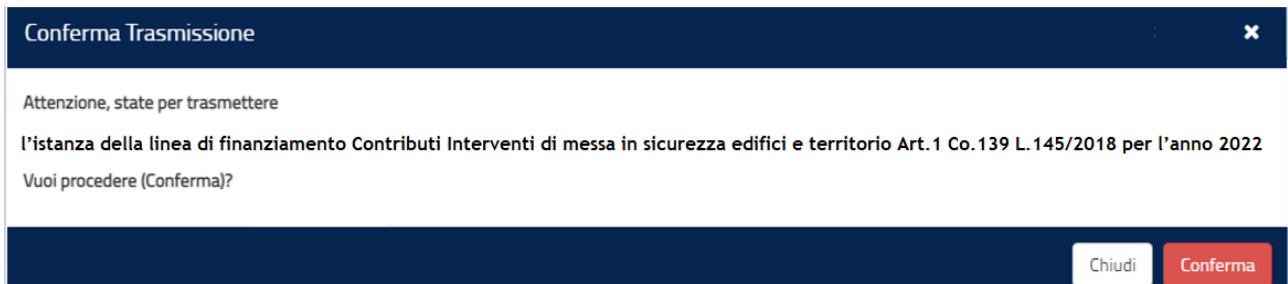 Conferma Trasmissione
Attenzione, state per trasmettere
l’istanza della linea di finanziamento Contributi Interventi di messa in sicurezza edifici e territorio Art.1 Co.139 L.145/2018 per l’anno 2022
Vuoi procedere (Conferma)?
Chiudi Conferma